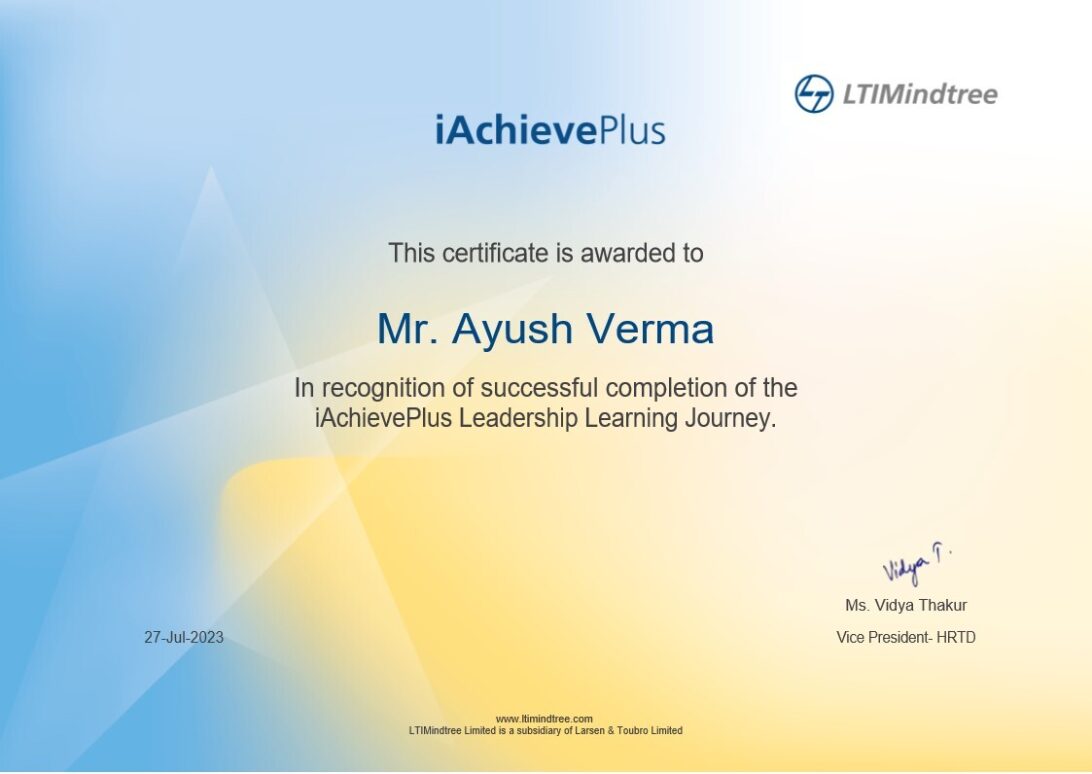 LTIMindtree
iAchievePlus
This certificate is awarded to
Mr. Ayush Verma
In recognition of successful completion of the
iAchievePlus Leadership Learning Journey.
Vidya T.
Ms. Vidya Thakur
27-Jul-2023
Vice President- HRTD
www.ltimindtree.com
LTIMindtree Limited is a subsidiary of Larsen & Toubro Limited